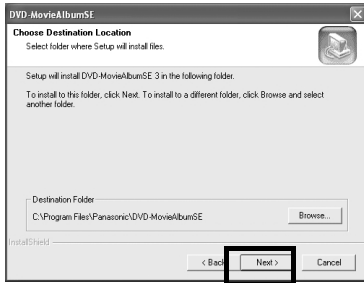 DVD-MovieAlbumSE
Choose Destination Location
Select folder where Setup will install files.
Setup will install DVD-MovieAlbumSE 3 in the following folder.
To install to this folder, click Next. To install to a different folder, click Browse and select
another folder.
Destination Folder
C:\Program Files\Panasonic\DVD-MovieAlbumSE
Browse...
InstallShield
< Back
Next >
Cancel